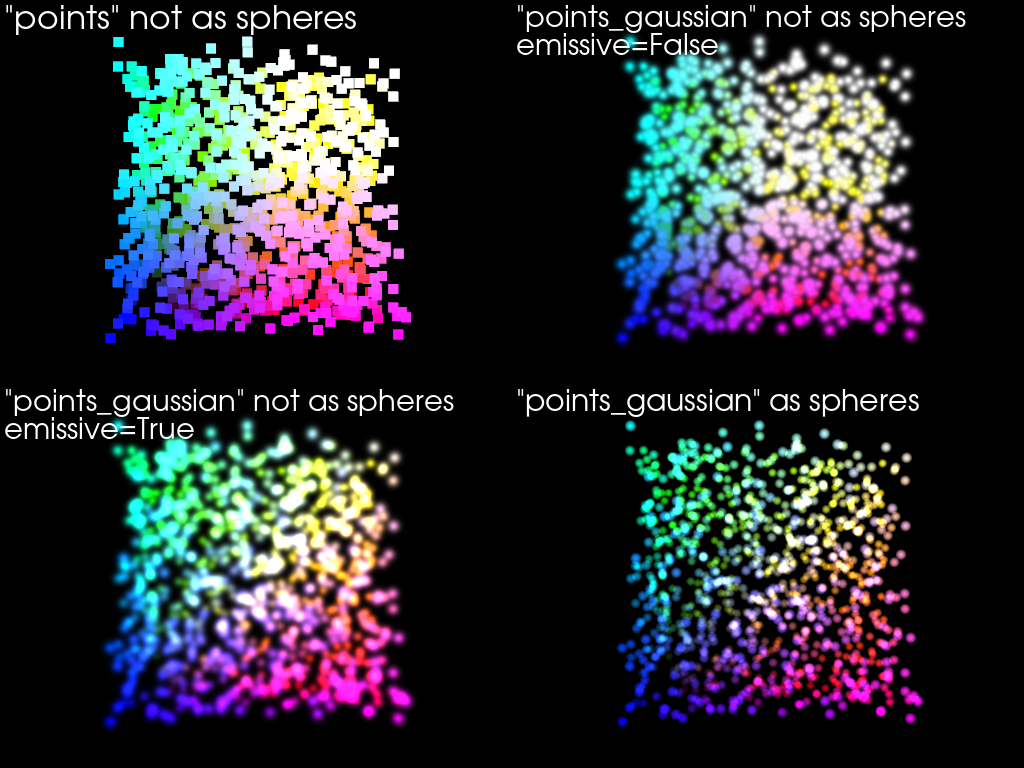 "points" not as spheres
"points_gaussian" not as spheres
emissive=False
"points_gaussian" not as spheres
emissive=True
"points_gaussian" as spheres